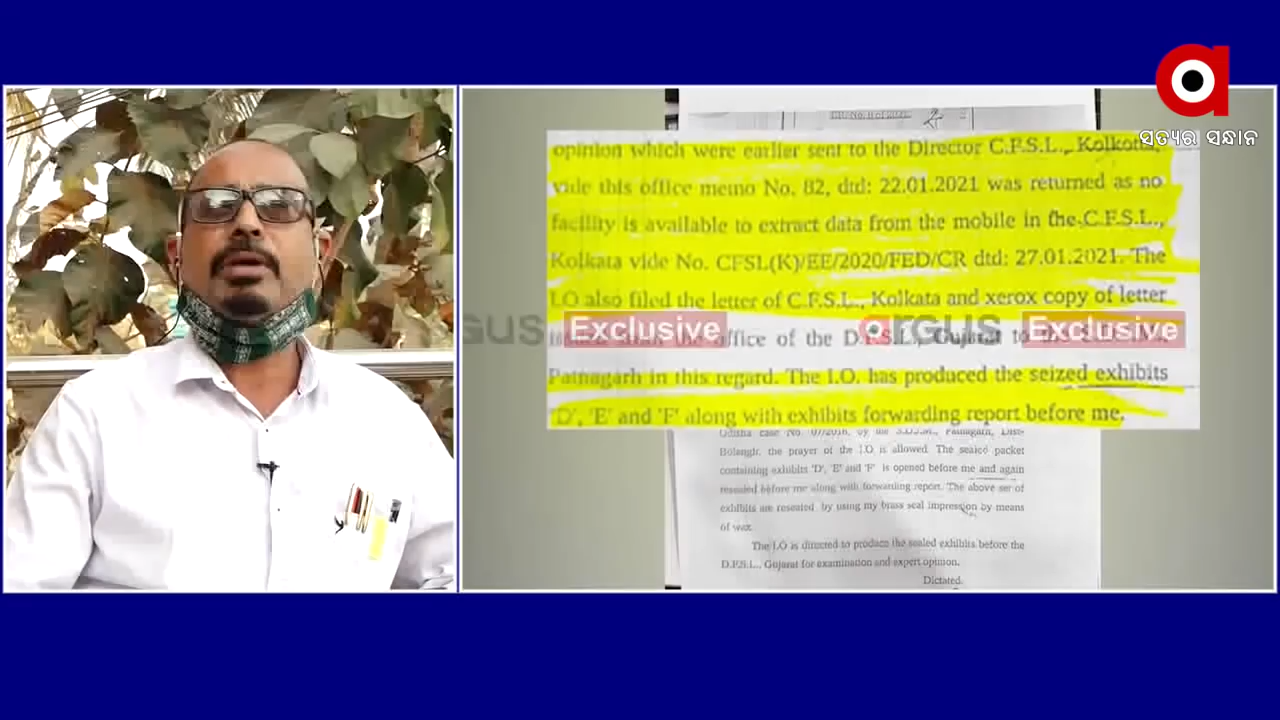 ସତ୍ୟର ସନ୍ଧାନ
opinion which were earlier sent to the Director C.F.S.L., Kolkotta,
vide this office memo No. 82, dtd: 22.01.2021 was returned as no
facility is available to extract data from the mobile in the C.F.S.L.,
Kolkata vide No. CFSL(K)/EE/2020/FED/CR dtd: 27.01.2021. The
I.O also filed the letter of C.F.S.L., Kolkata and xerox copy of letter
office of the D.F.S.L., Gujarat to
argus Exclusive argus Exclusive
Patnagarh in this regard. The I.O. has produced the seized exhibits
'D', 'E' and 'F' along with exhibits forwarding report before me.
Odisha case No. 07/2018, by the S.D.J.M., Patnagarh, Dist-
Bolangir, the prayer of the I.O is allowed. The sealed packet
containing exhibits 'D', 'E' and 'F' is opened before me and again
resealed before me along with forwarding report. The above set of
exhibits are resealed by using my brass seal impression by means
of wax.
The I.O is directed to produce the sealed exhibits before the
D.F.S.L., Gujarat for examination and expert opinion.
Dictated.